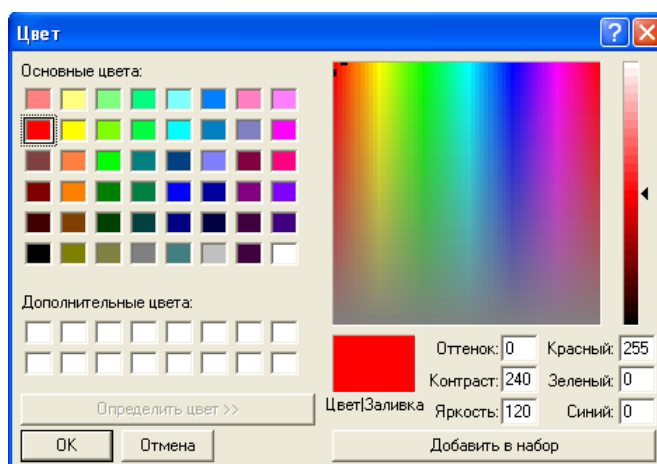 Цвет
Основные цвета:
Дополнительные цвета:
Определить цвет >>
OK
Отмена
Цвет|Заливка
Оттенок: 0
Красный: 255
Контраст: 240
Зеленый: 0
Яркость: 120
Синий: 0
Добавить в набор